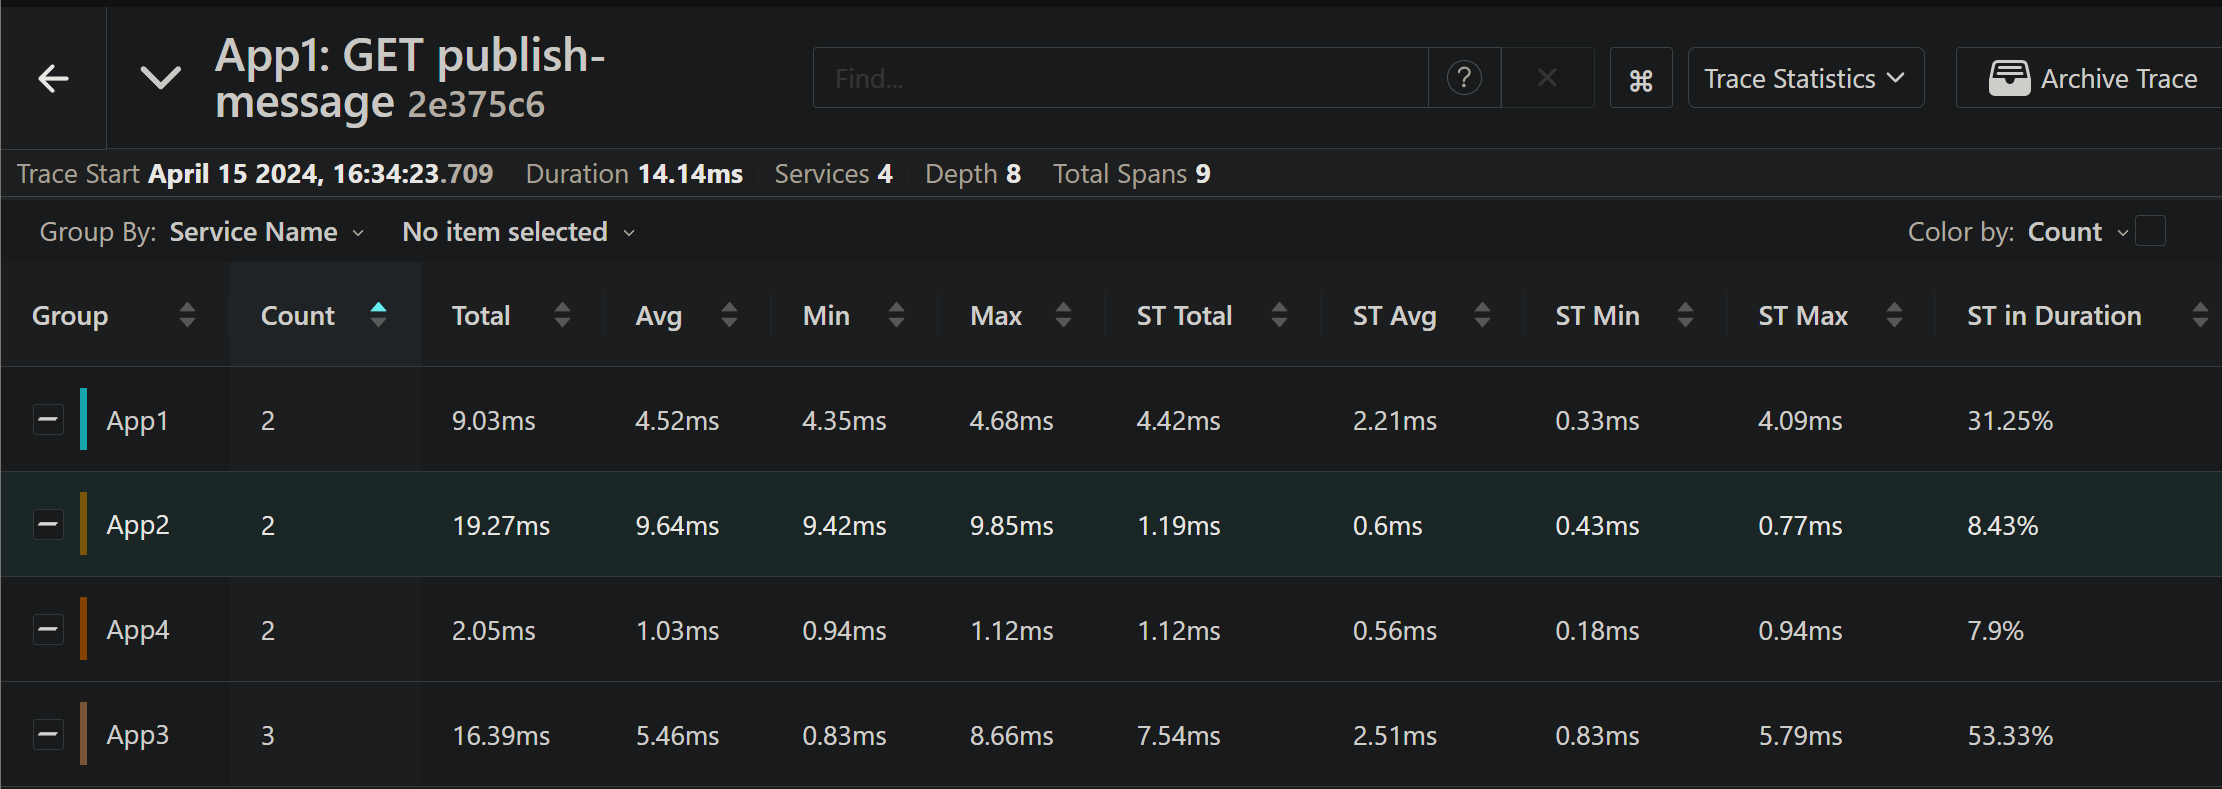 App1: GET publish-
message 2e375c6
Find...
?
⌘
Trace Statistics
Archive Trace
Trace Start April 15 2024, 16:34:23.709 Duration 14.14ms Services 4 Depth 8 Total Spans 9
Group By: Service Name No item selected Color by: Count
Group Count Total Avg Min Max ST Total ST Avg ST Min ST Max ST in Duration
App1 2 9.03ms 4.52ms 4.35ms 4.68ms 4.42ms 2.21ms 0.33ms 4.09ms 31.25%
App2 2 19.27ms 9.64ms 9.42ms 9.85ms 1.19ms 0.6ms 0.43ms 0.77ms 8.43%
App4 2 2.05ms 1.03ms 0.94ms 1.12ms 1.12ms 0.56ms 0.18ms 0.94ms 7.9%
App3 3 16.39ms 5.46ms 0.83ms 8.66ms 7.54ms 2.51ms 0.83ms 5.79ms 53.33%